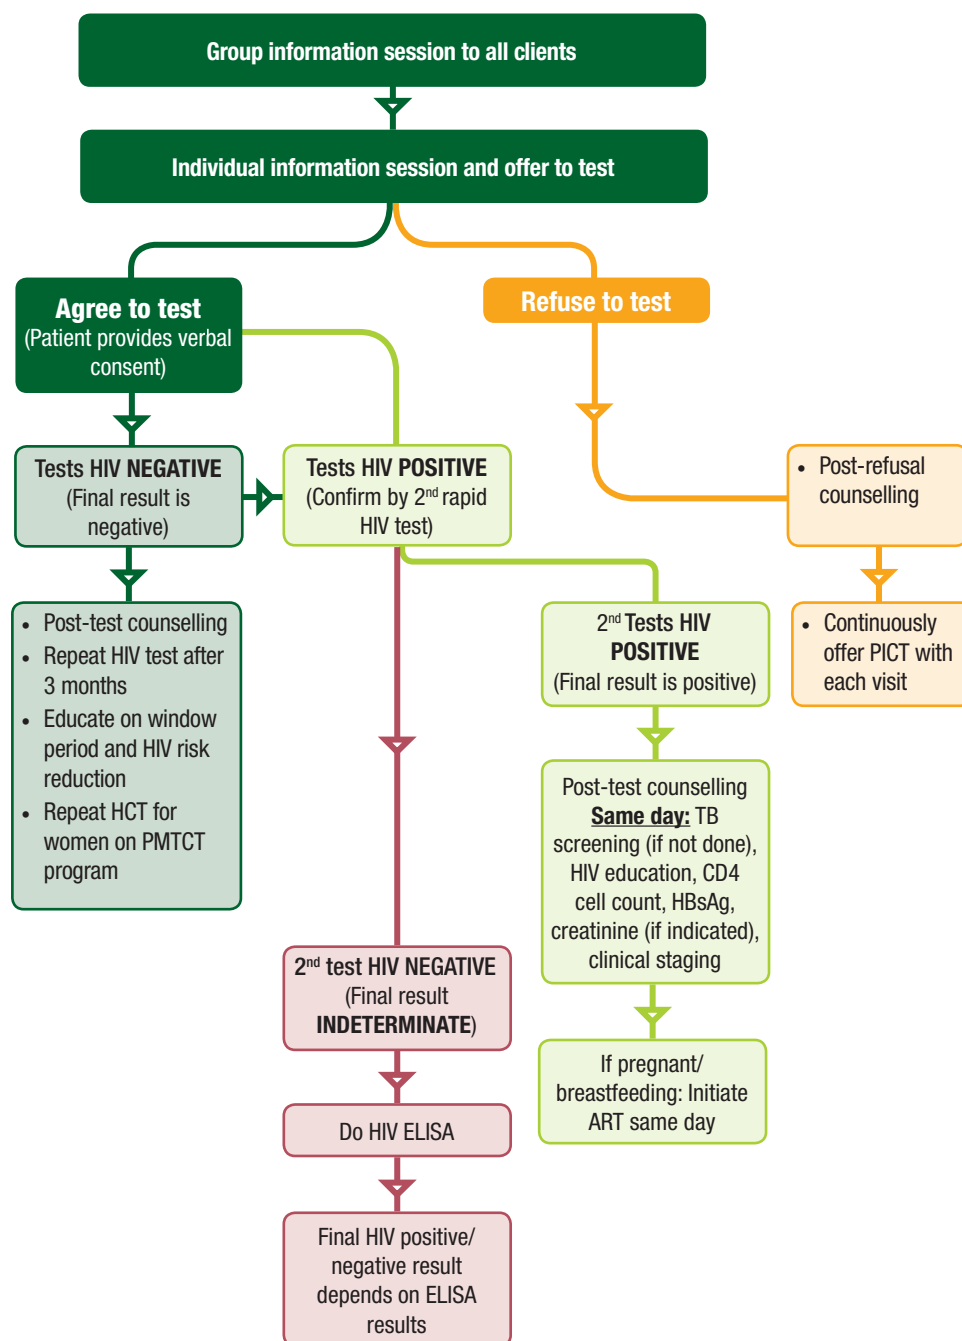 Group information session to all clients
Individual information session and offer to test
Agree to test
(Patient provides verbal
consent)
Refuse to test
Tests HIV NEGATIVE
(Final result is
negative)
Tests HIV POSITIVE
(Confirm by 2nd rapid
HIV test)
• Post-refusal
counselling
• Post-test counselling
• Repeat HIV test after
3 months
• Educate on window
period and HIV risk
reduction
• Repeat HCT for
women on PMTCT
program
2nd Tests HIV
POSITIVE
(Final result is positive)
• Continuously
offer PICT with
each visit
Post-test counselling
Same day: TB
screening (if not done),
HIV education, CD4
cell count, HBsAg,
creatinine (if indicated),
clinical staging
2nd test HIV NEGATIVE
(Final result
INDETERMINATE)
If pregnant/
breastfeeding: Initiate
ART same day
Do HIV ELISA
Final HIV positive/
negative result
depends on ELISA
results